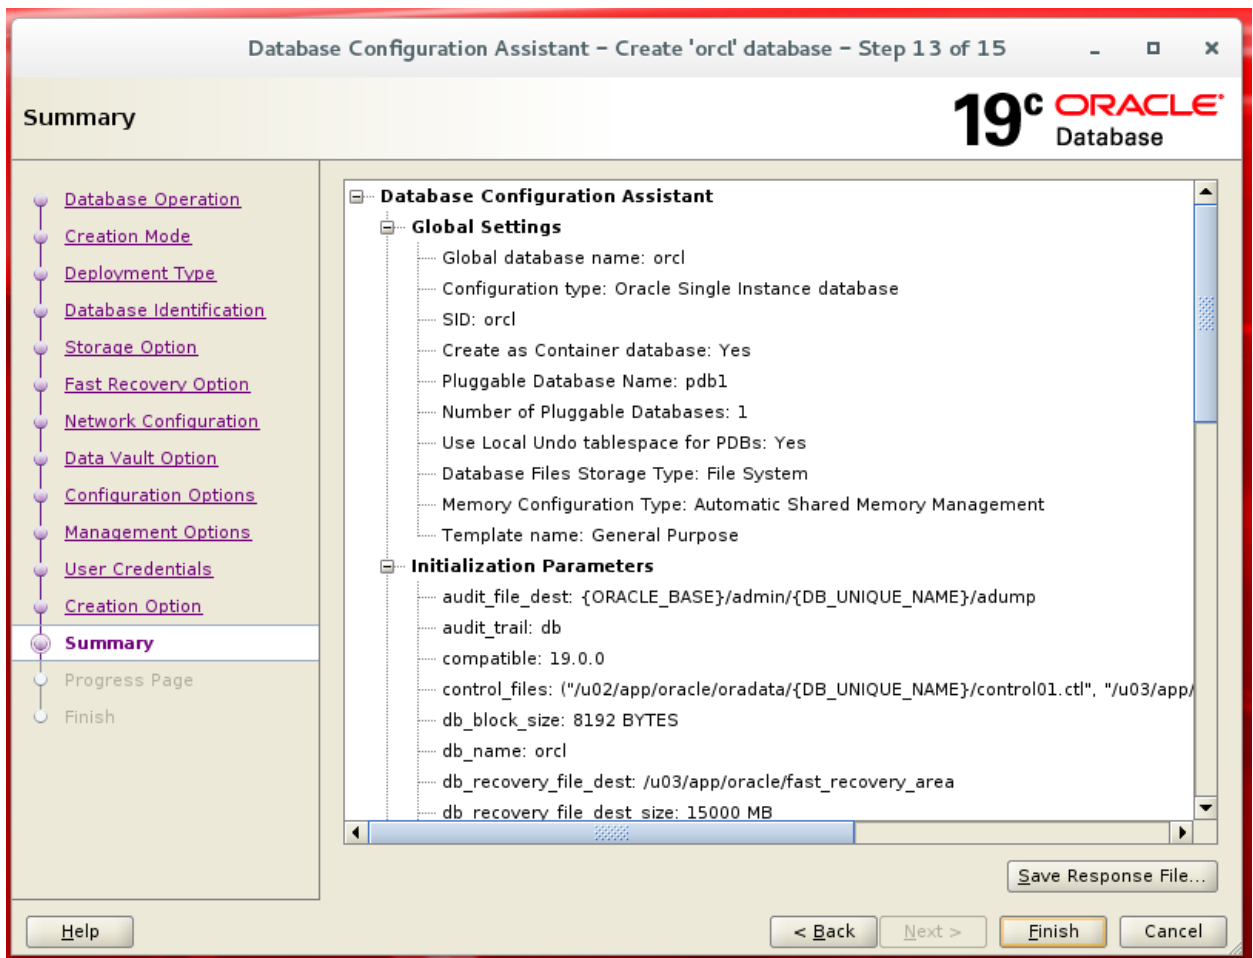 Database Configuration Assistant – Create 'orcl' database – Step 13 of 15
Summary
19c ORACLE
Database
Database Operation
Creation Mode
Deployment Type
Database Identification
Storage Option
Fast Recovery Option
Network Configuration
Data Vault Option
Configuration Options
Management Options
User Credentials
Creation Option
Summary
Progress Page
Finish
Database Configuration Assistant
Global Settings
Global database name: orcl
Configuration type: Oracle Single Instance database
SID: orcl
Create as Container database: Yes
Pluggable Database Name: pdb1
Number of Pluggable Databases: 1
Use Local Undo tablespace for PDBs: Yes
Database Files Storage Type: File System
Memory Configuration Type: Automatic Shared Memory Management
Template name: General Purpose
Initialization Parameters
audit_file_dest: {ORACLE_BASE}/admin/{DB_UNIQUE_NAME}/adump
audit_trail: db
compatible: 19.0.0
control_files: ("/u02/app/oracle/oradata/{DB_UNIQUE_NAME}/control01.ctl", "/u03/app/
db_block_size: 8192 BYTES
db_name: orcl
db_recovery_file_dest: /u03/app/oracle/fast_recovery_area
db_recovery_file_dest_size: 15000 MB
Save Response File...
Help
< Back
Next >
Finish
Cancel